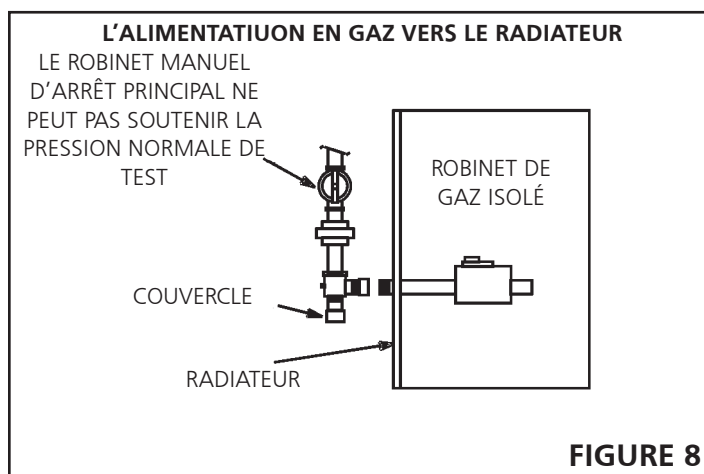 L'ALIMENTATIUON EN GAZ VERS LE RADIATEUR
LE ROBINET MANUEL
D'ARRÊT PRINCIPAL NE
PEUT PAS SOUTENIR LA
PRESSION NORMALE DE
TEST
ROBINET DE
GAZ ISOLÉ
COUVERCLE
RADIATEUR
FIGURE 8